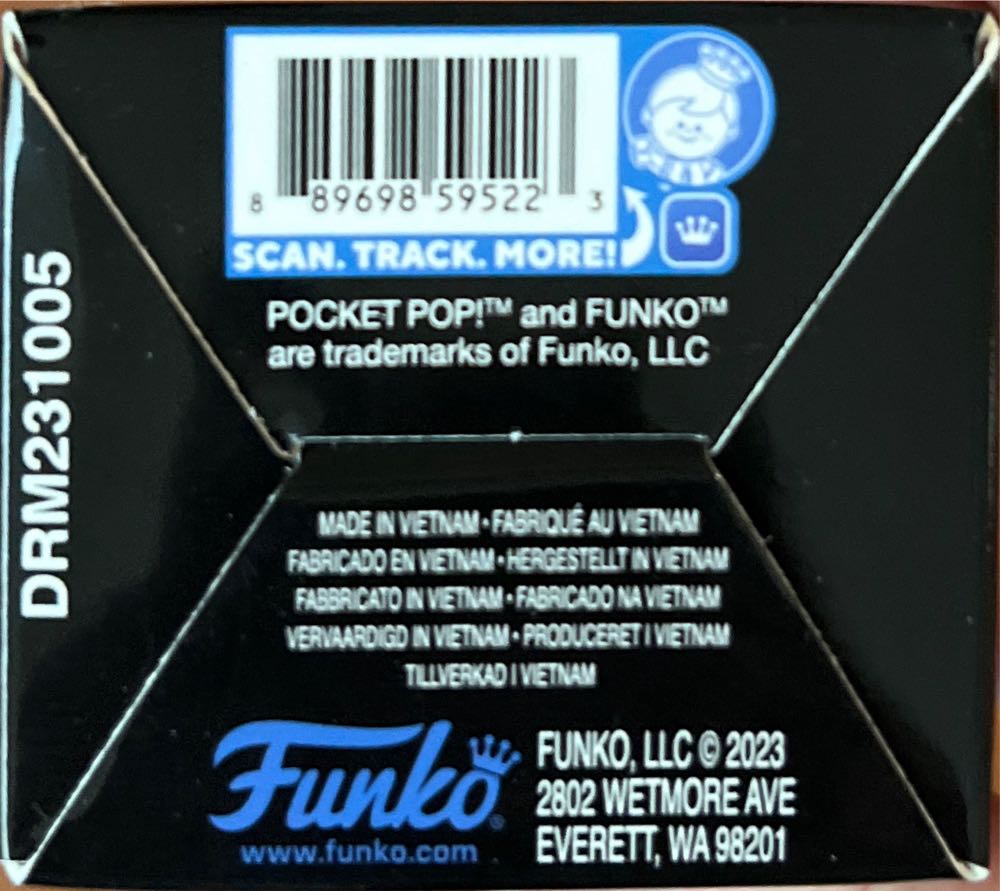 8 89698 59522 3
SCAN. TRACK. MORE!
POCKET POP!™ and FUNKO™
are trademarks of Funko, LLC
DRM231005
MADE IN VIETNAM • FABRIQUÉ AU VIETNAM
FABRICADO EN VIETNAM • HERGESTELLT IN VIETNAM
FABBRICATO IN VIETNAM • FABRICADO NA VIETNAM
VERVAARDIGD IN VIETNAM • PRODUCERET I VIETNAM
TILLVERKAD I VIETNAM
Funko®
www.funko.com
FUNKO, LLC © 2023
2802 WETMORE AVE
EVERETT, WA 98201